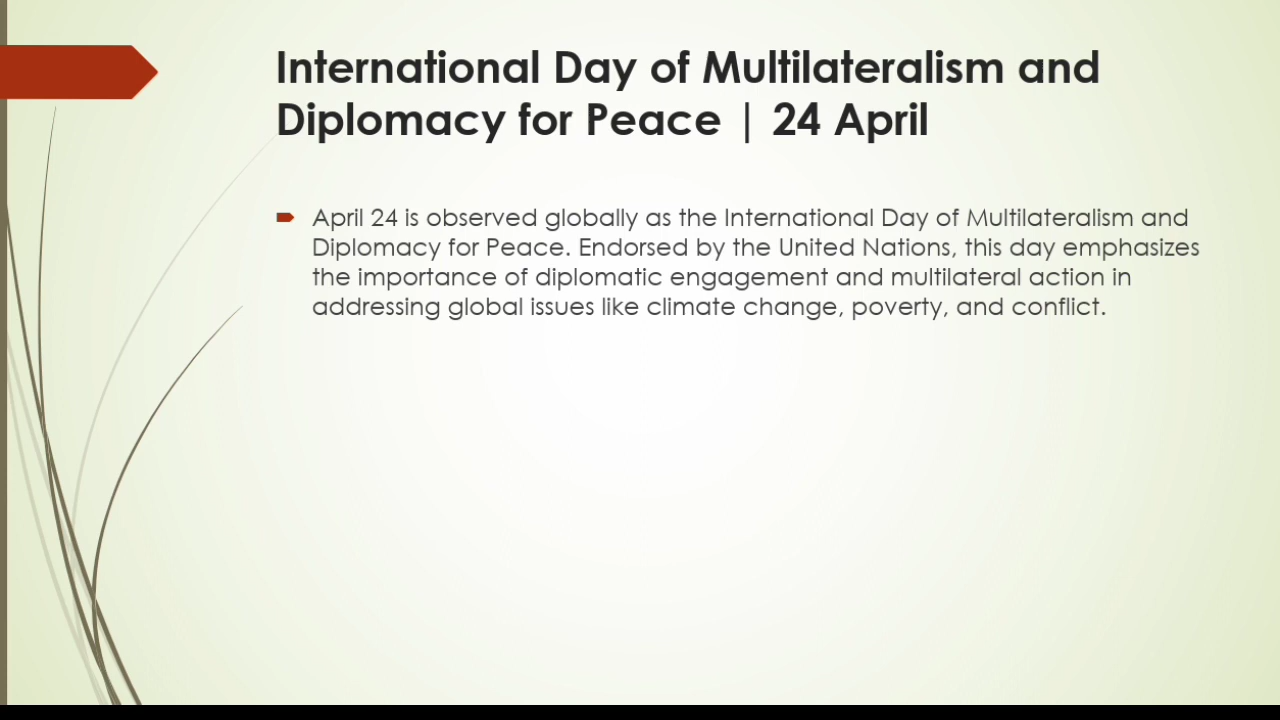 International Day of Multilateralism and
Diplomacy for Peace | 24 April
April 24 is observed globally as the International Day of Multilateralism and
Diplomacy for Peace. Endorsed by the United Nations, this day emphasizes
the importance of diplomatic engagement and multilateral action in
addressing global issues like climate change, poverty, and conflict.